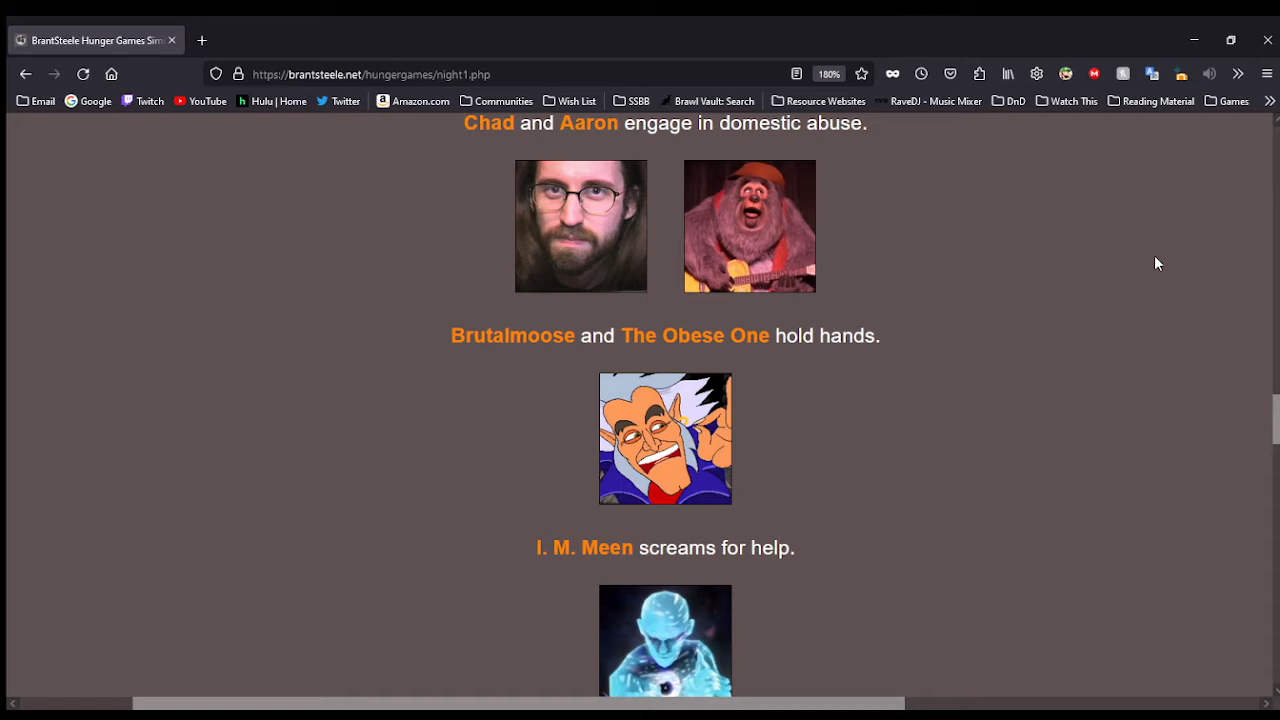 BrantSteele Hunger Games Sim
https://brantsteele.net/hungergames/night1.php
180%
Email Google Twitch YouTube Hulu | Home Twitter Amazon.com Communities Wish List SSBB Brawl Vault: Search Resource Websites RaveDJ - Music Mixer DnD Watch This Reading Material Games
Chad and Aaron engage in domestic abuse.
Brutalmoose and The Obese One hold hands.
I. M. Meen screams for help.